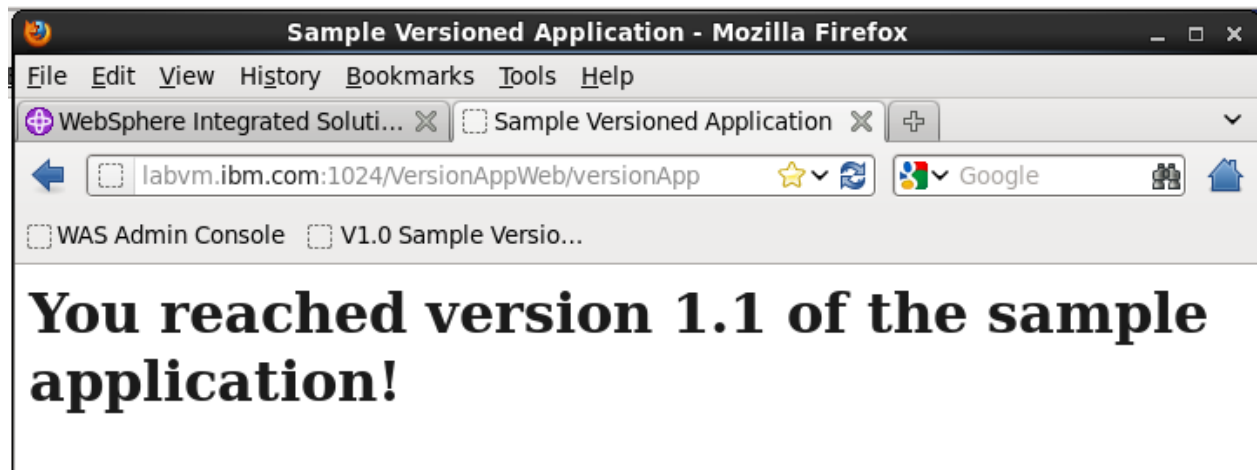 Sample Versioned Application - Mozilla Firefox
File Edit View History Bookmarks Tools Help
WebSphere Integrated Soluti... Sample Versioned Application
labvm.ibm.com:1024/VersionAppWeb/versionApp Google
WAS Admin Console V1.0 Sample Versio...
You reached version 1.1 of the sample
application!